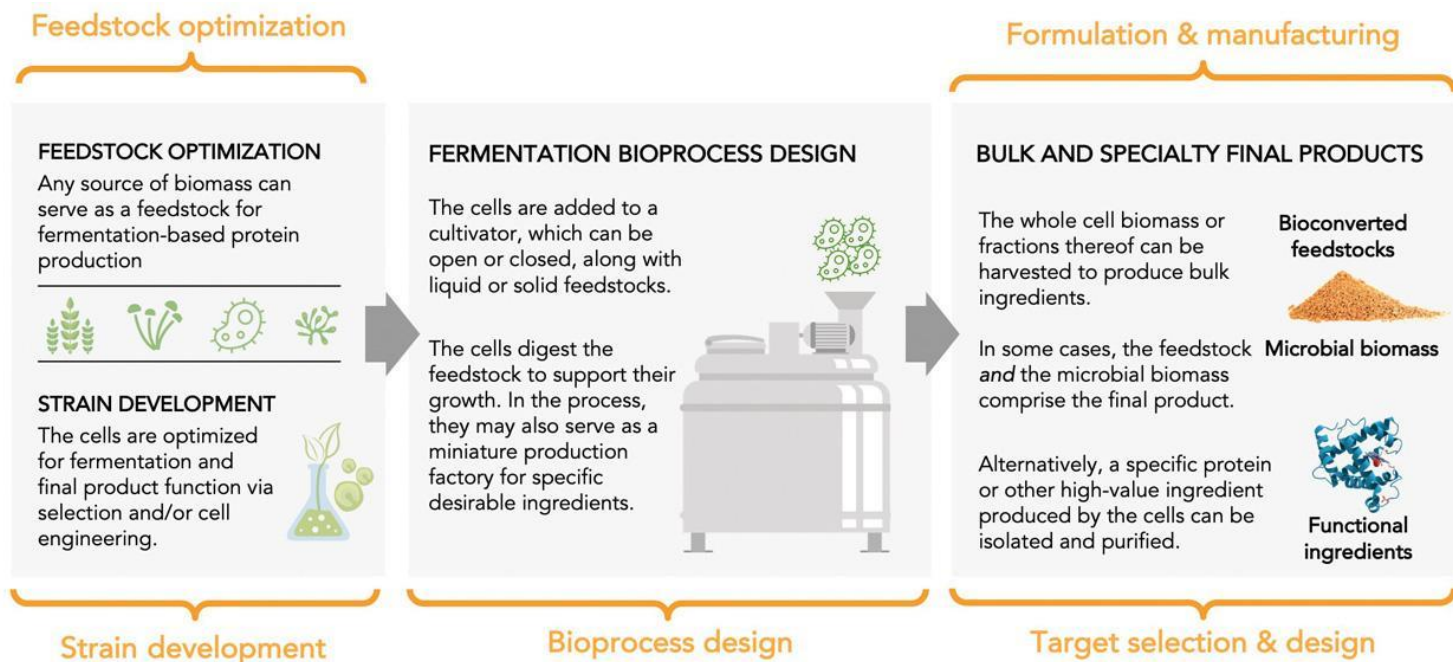 Feedstock optimization
Formulation & manufacturing
FEEDSTOCK OPTIMIZATION
Any source of biomass can
serve as a feedstock for
fermentation-based protein
production
STRAIN DEVELOPMENT
The cells are optimized
for fermentation and
final product function via
selection and/or cell
engineering.
FERMENTATION BIOPROCESS DESIGN
The cells are added to a
cultivator, which can be
open or closed, along with
liquid or solid feedstocks.
The cells digest the
feedstock to support their
growth. In the process,
they may also serve as a
miniature production
factory for specific
desirable ingredients.
BULK AND SPECIALTY FINAL PRODUCTS
The whole cell biomass or
fractions thereof can be
harvested to produce bulk
ingredients.
In some cases, the feedstock
and the microbial biomass
comprise the final product.
Alternatively, a specific protein
or other high-value ingredient
produced by the cells can be
isolated and purified.
Bioconverted
feedstocks
Microbial biomass
Functional
ingredients
Strain development
Bioprocess design
Target selection & design